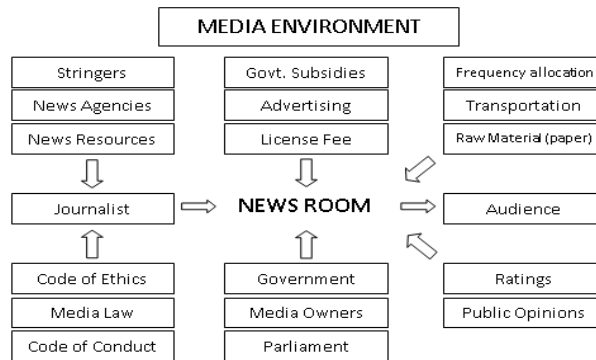 MEDIA ENVIRONMENT
Stringers
Govt. Subsidies
Frequency allocation
News Agencies
Advertising
Transportation
News Resources
License Fee
Raw Material (paper)
Journalist
NEWS ROOM
Audience
Code of Ethics
Government
Ratings
Media Law
Media Owners
Public Opinions
Code of Conduct
Parliament